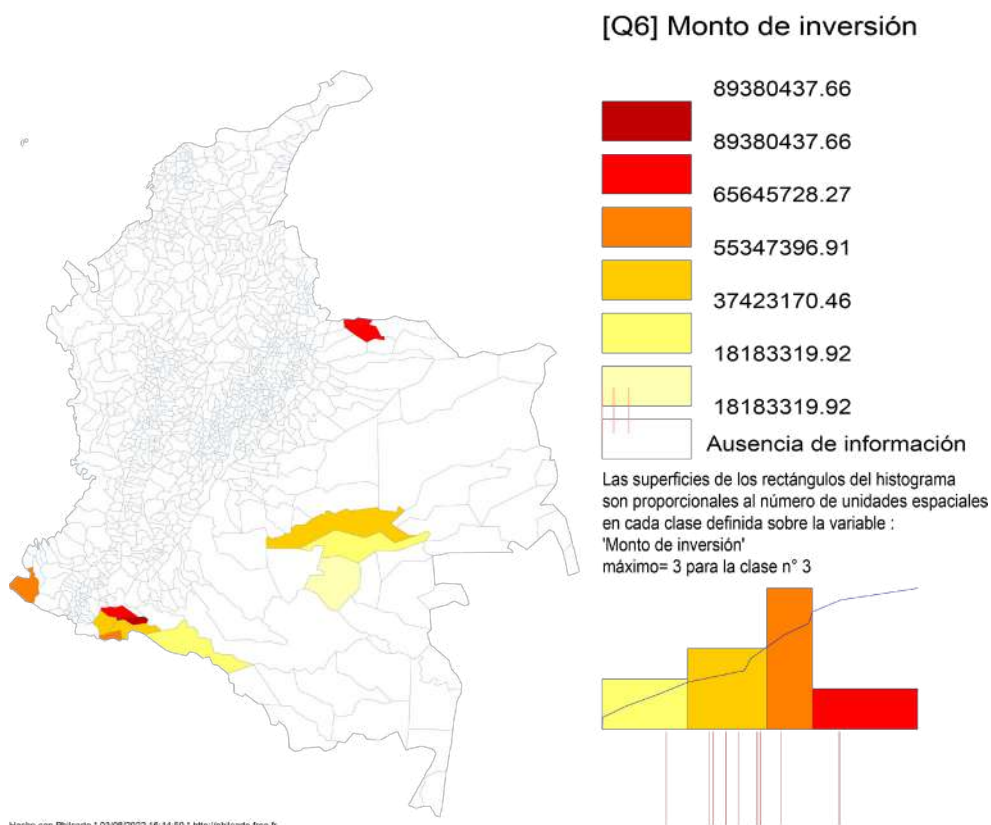 [Q6] Monto de inversión
89380437.66
89380437.66
65645728.27
55347396.91
37423170.46
18183319.92
18183319.92
Ausencia de información
Las superficies de los rectángulos del histograma
son proporcionales al número de unidades espaciales
en cada clase definida sobre la variable :
'Monto de inversión'
máximo= 3 para la clase n° 3